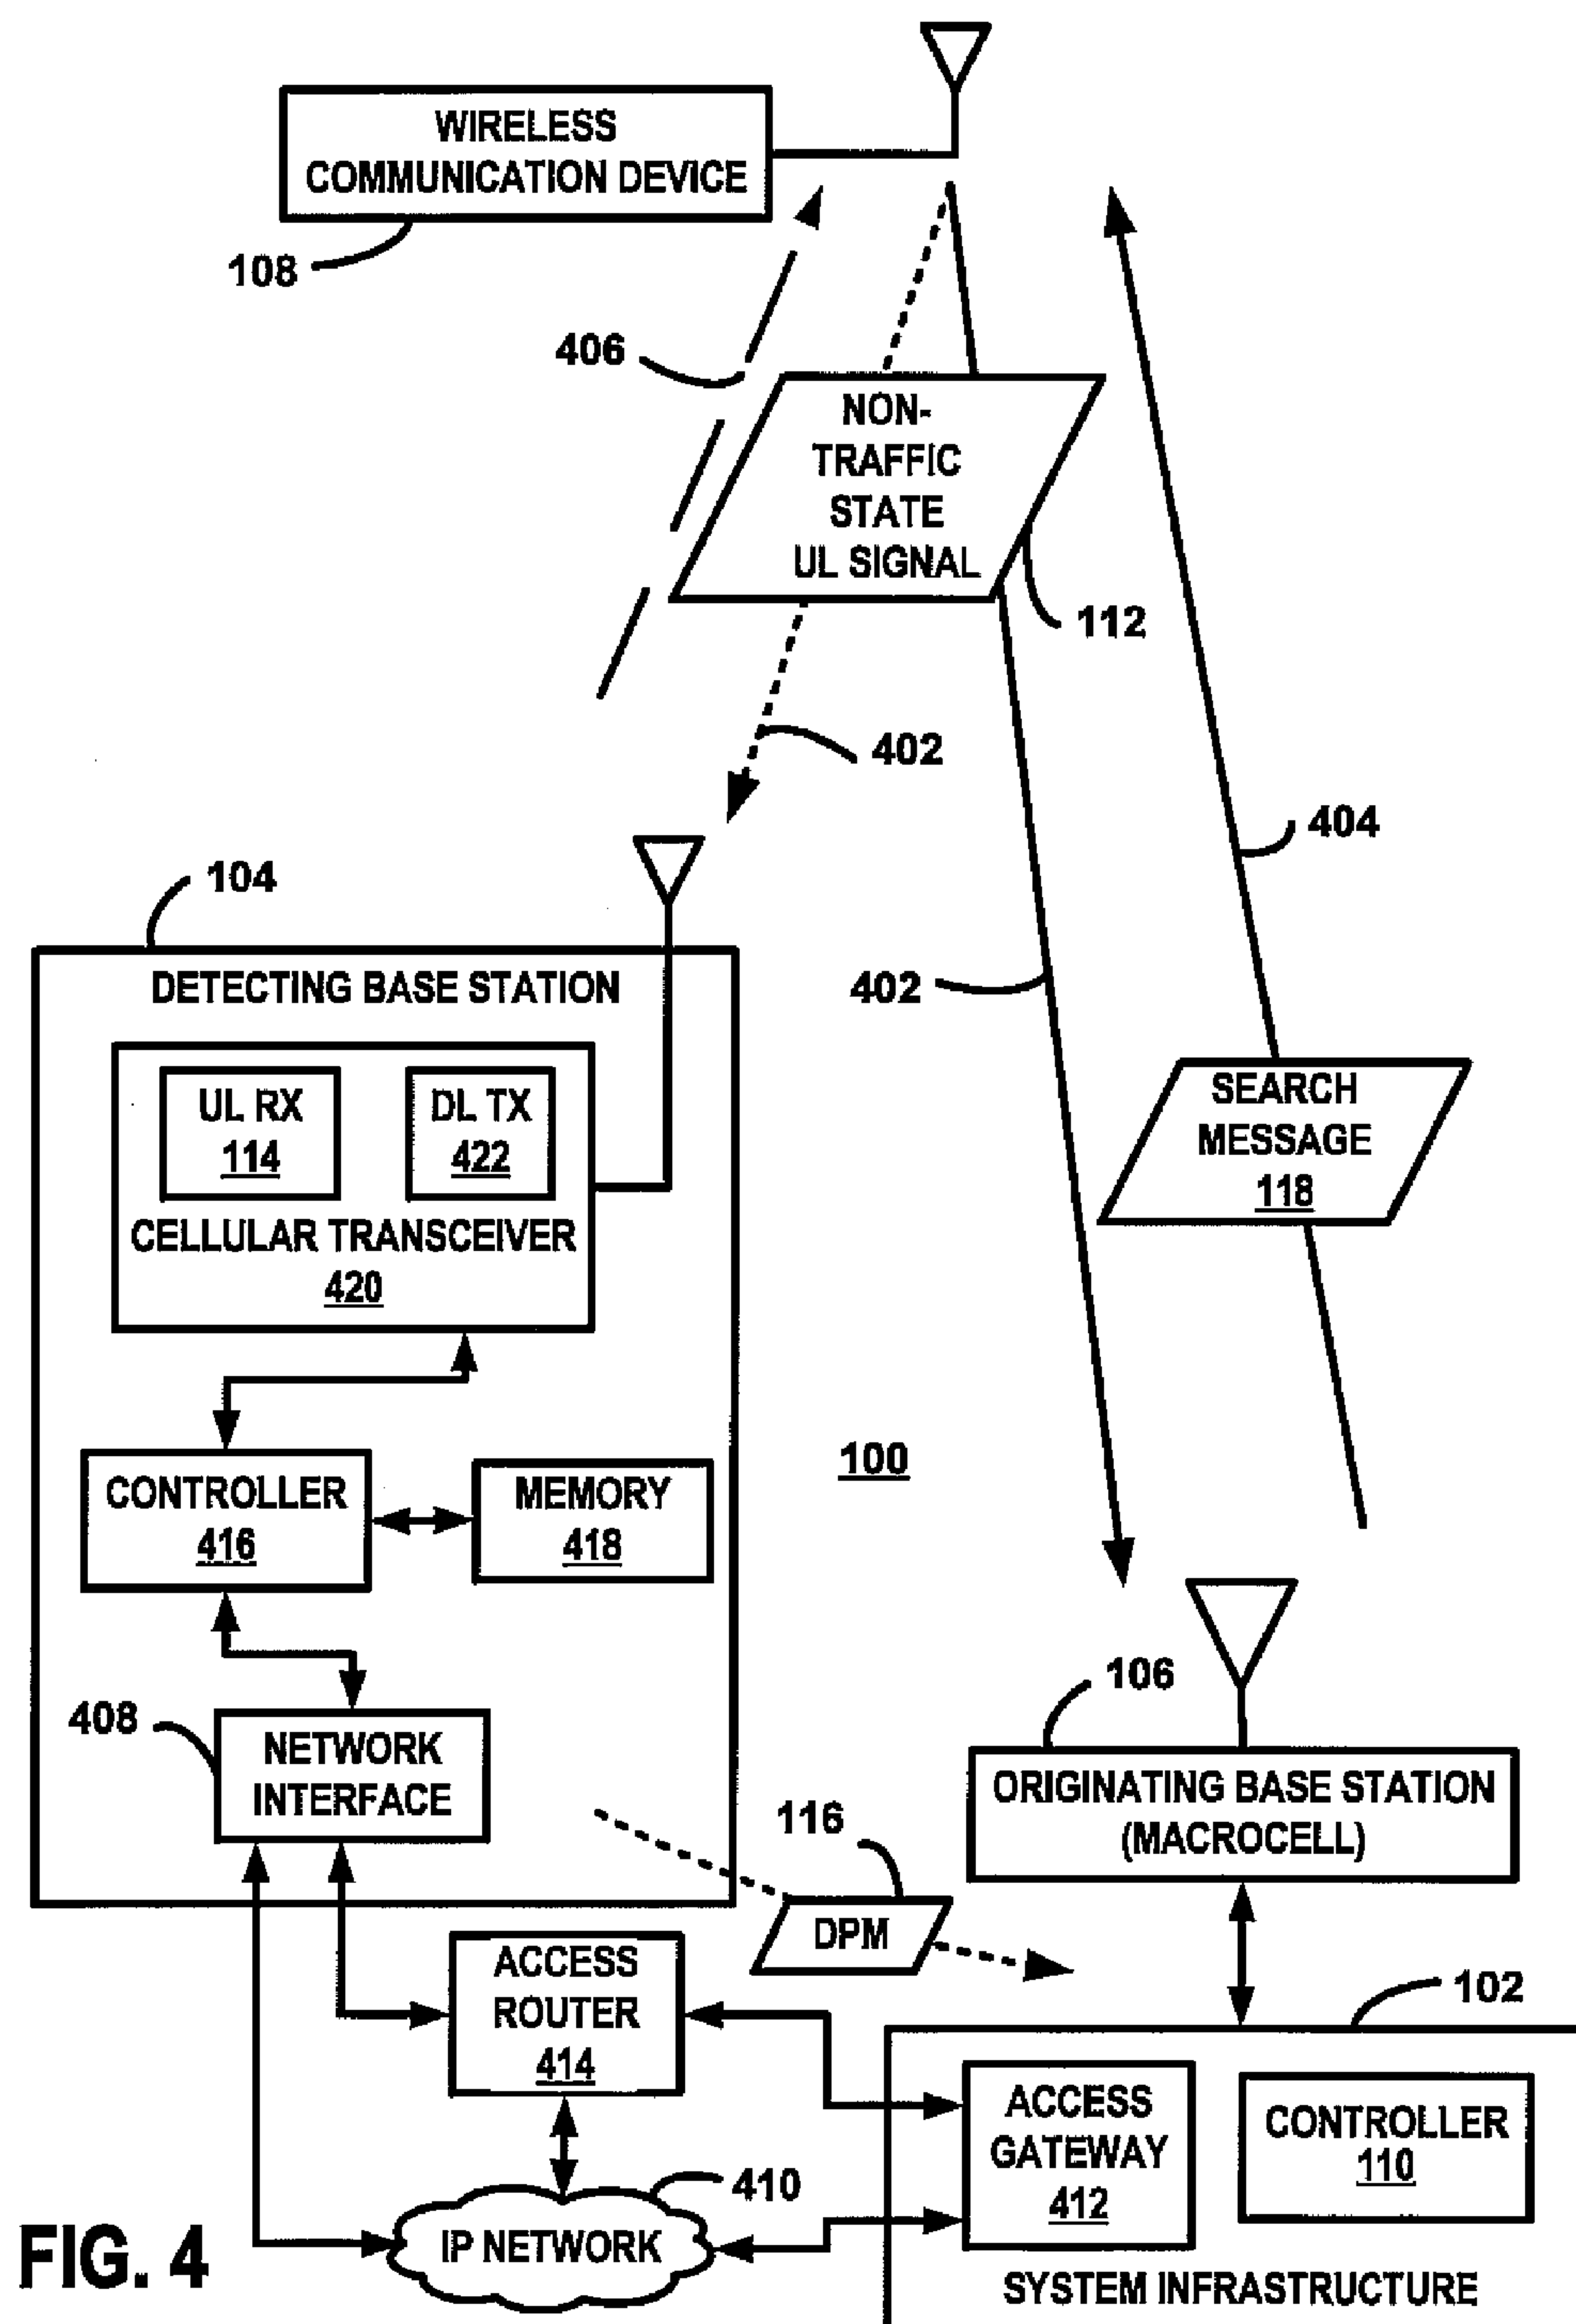 WIRELESS
COMMUNICATION DEVICE
108
406
NON-
TRAFFIC
STATE
UL SIGNAL
112
402
404
104
DETECTING BASE STATION
402
UL RX
114
DL TX
422
CELLULAR TRANSCEIVER
420
SEARCH
MESSAGE
118
100
CONTROLLER
416
MEMORY
418
408
NETWORK
INTERFACE
106
ORIGINATING BASE STATION
(MACROCELL)
116
DPM
ACCESS
ROUTER
414
102
ACCESS
GATEWAY
412
CONTROLLER
110
410
IP NETWORK
SYSTEM INFRASTRUCTURE
FIG. 4